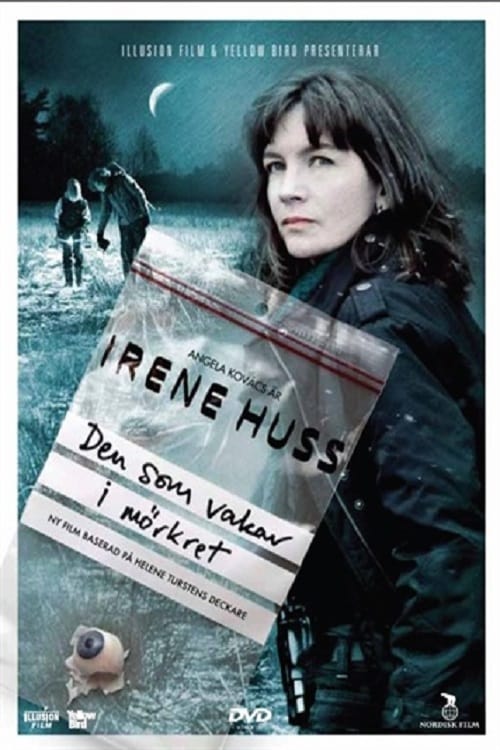 ILLUSION FILM & YELLOW BIRD PRESENTERAR
ANGELA KOVÁCS ÄR
IRENE HUSS
Den som vakar
i mörkret
NY FILM BASERAD PÅ HELENE TURSTENS DECKARE
ILLUSION
FILM
Yellow
Bird
DVD
NORDISK FILM